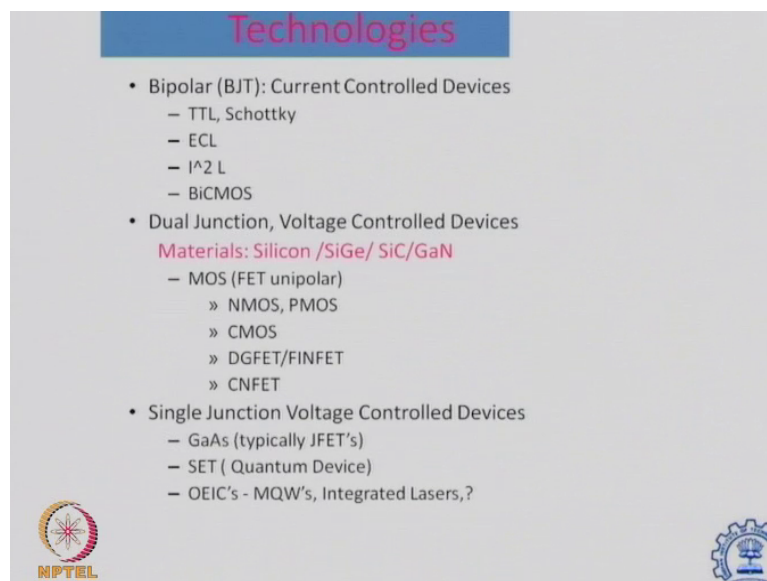 Technologies
• Bipolar (BJT): Current Controlled Devices
– TTL, Schottky
– ECL
– I^2 L
– BiCMOS
• Dual Junction, Voltage Controlled Devices
Materials: Silicon /SiGe/ SiC/GaN
– MOS (FET unipolar)
» NMOS, PMOS
» CMOS
» DGFET/FINFET
» CNFET
• Single Junction Voltage Controlled Devices
– GaAs (typically JFET’s)
– SET ( Quantum Device)
– OEIC’s - MQW’s, Integrated Lasers,?
NPTEL